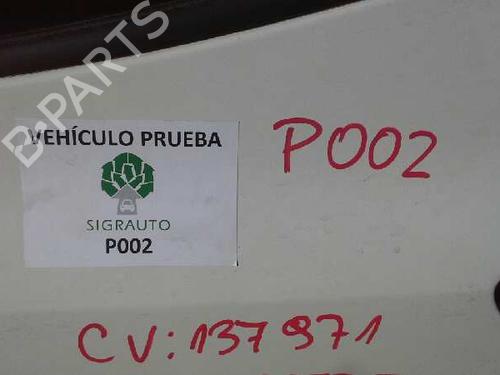 B-PARTS
VEHÍCULO PRUEBA
SIGRAUTO
P002
P002
CV: 137971